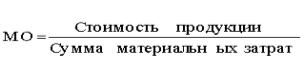 МО = Стоимость продукции
Сумма материальн ых затрат